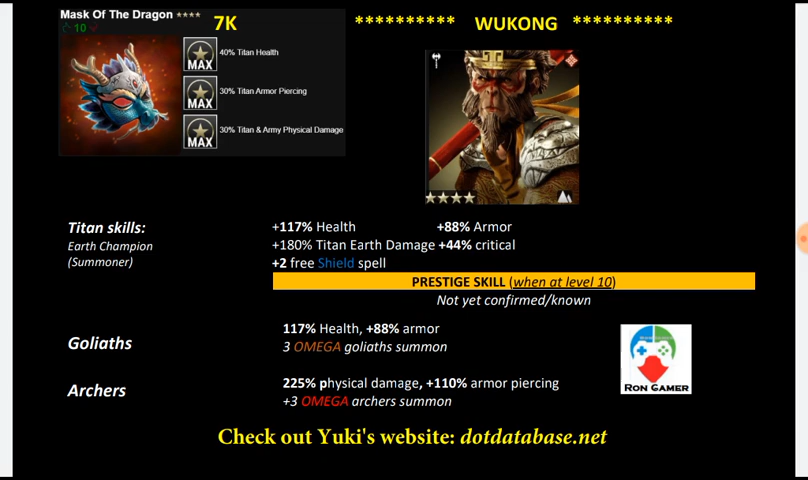 Mask Of The Dragon ****
10
7K
********** WUKONG **********
MAX
40% Titan Health
MAX
30% Titan Armor Piercing
MAX
30% Titan & Army Physical Damage
Titan skills:
Earth Champion
(Summoner)
+117% Health +88% Armor
+180% Titan Earth Damage +44% critical
+2 free Shield spell
PRESTIGE SKILL (when at level 10)
Not yet confirmed/known
Goliaths
117% Health, +88% armor
3 OMEGA goliaths summon
Archers
225% physical damage, +110% armor piercing
+3 OMEGA archers summon
RON GAMER
Check out Yuki's website: dotdatabase.net